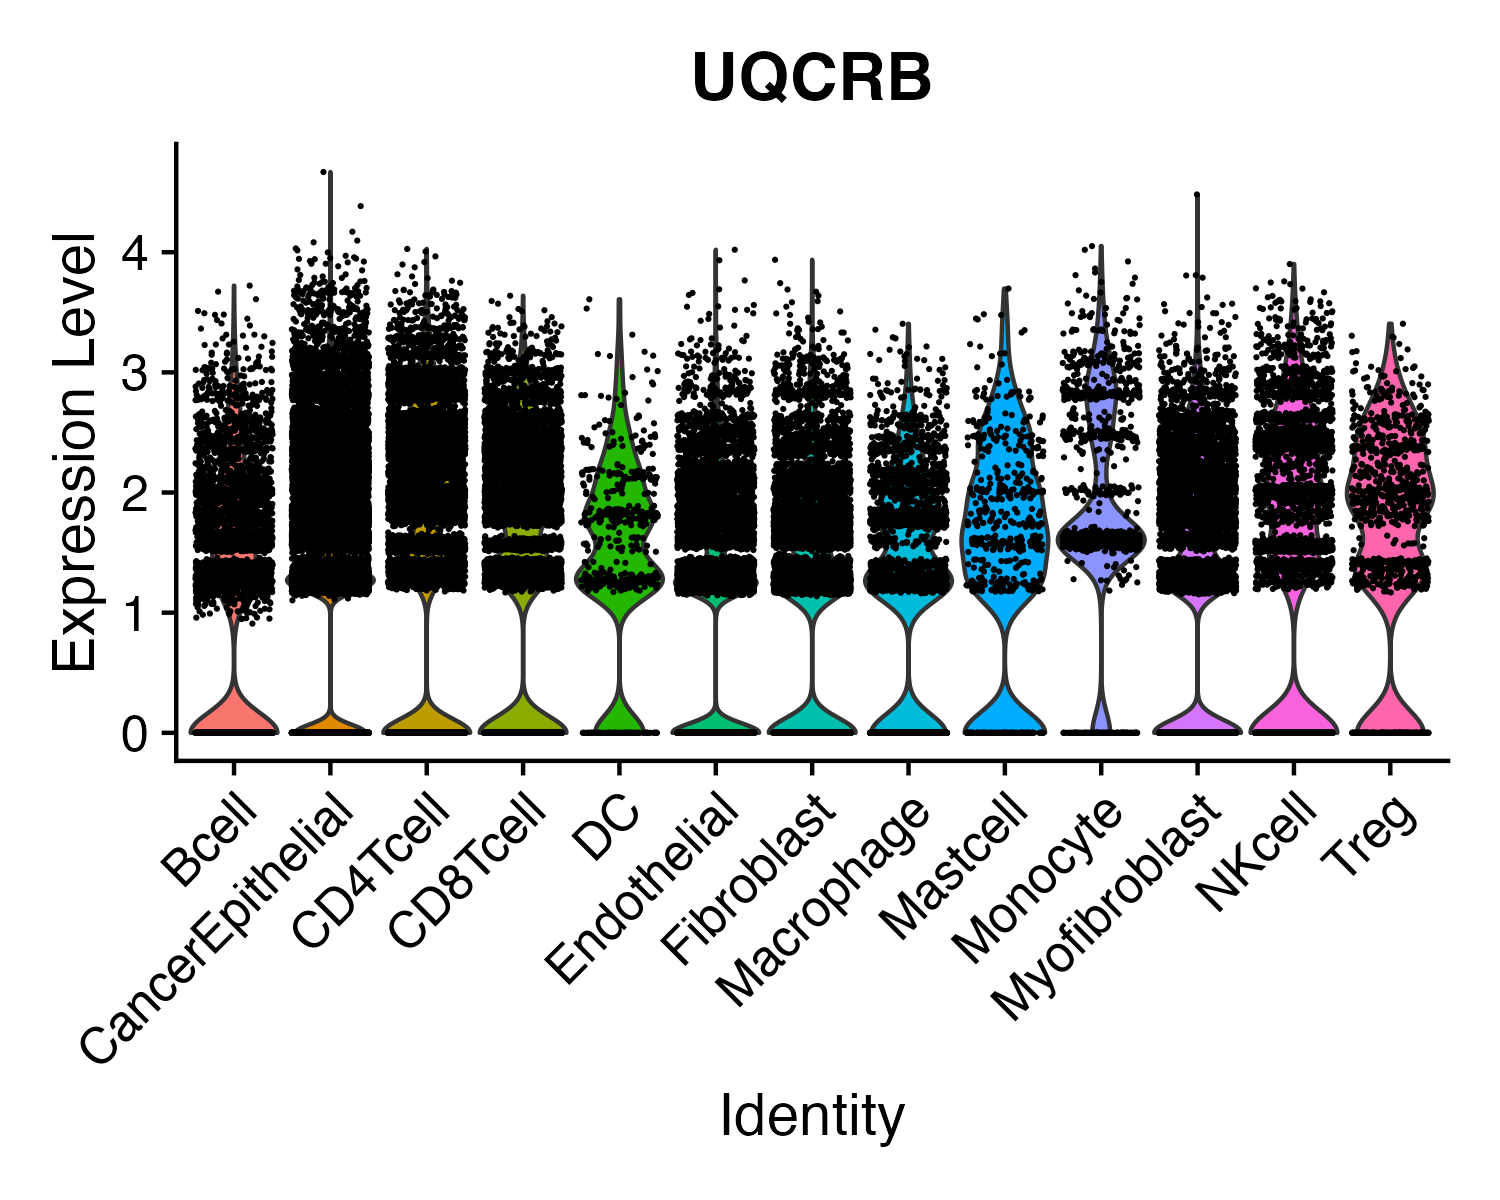 UQCRB
Expression Level
4
3
2
1
0
Bcell
CancerEpithelial
CD4Tcell
CD8Tcell
DC
Endothelial
Fibroblast
Macrophage
Mastcell
Monocyte
Myofibroblast
NKcell
Treg
Identity